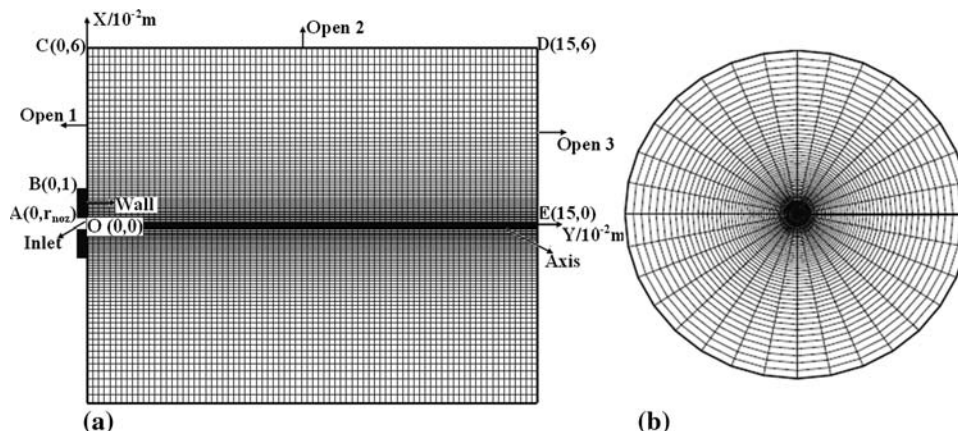 X/10⁻²m
C(0,6)
Open 2
D(15,6)
Open 1
Open 3
B(0,1)
Wall
A(0,r_noz)
E(15,0)
O (0,0)
Y/10⁻²m
Inlet
Axis
(a)
(b)